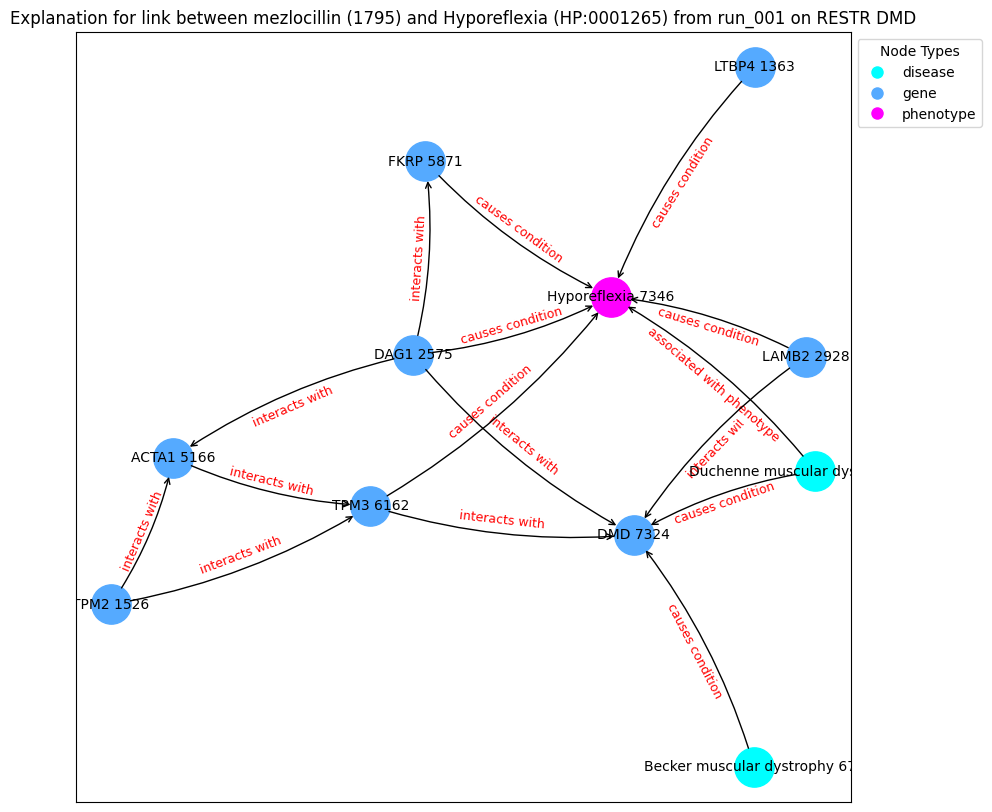 Explanation for link between mezlocillin (1795) and Hyporeflexia (HP:0001265) from run_001 on RESTR DMD
Node Types
disease
gene
phenotype
LTBP4 1363
causes condition
FKRP 5871
causes condition
interacts with
Hyporeflexia 7346
causes condition
causes condition
DAG1 2575
LAMB2 2928
associated with phenotype
interacts with
causes condition
interacts with
interacts wil
ACTA1 5166
Duchenne muscular dys
interacts with
causes condition
TPM3 6162
interacts with
DMD 7324
interacts with
interacts with
TPM2 1526
causes condition
Becker muscular dystrophy 67